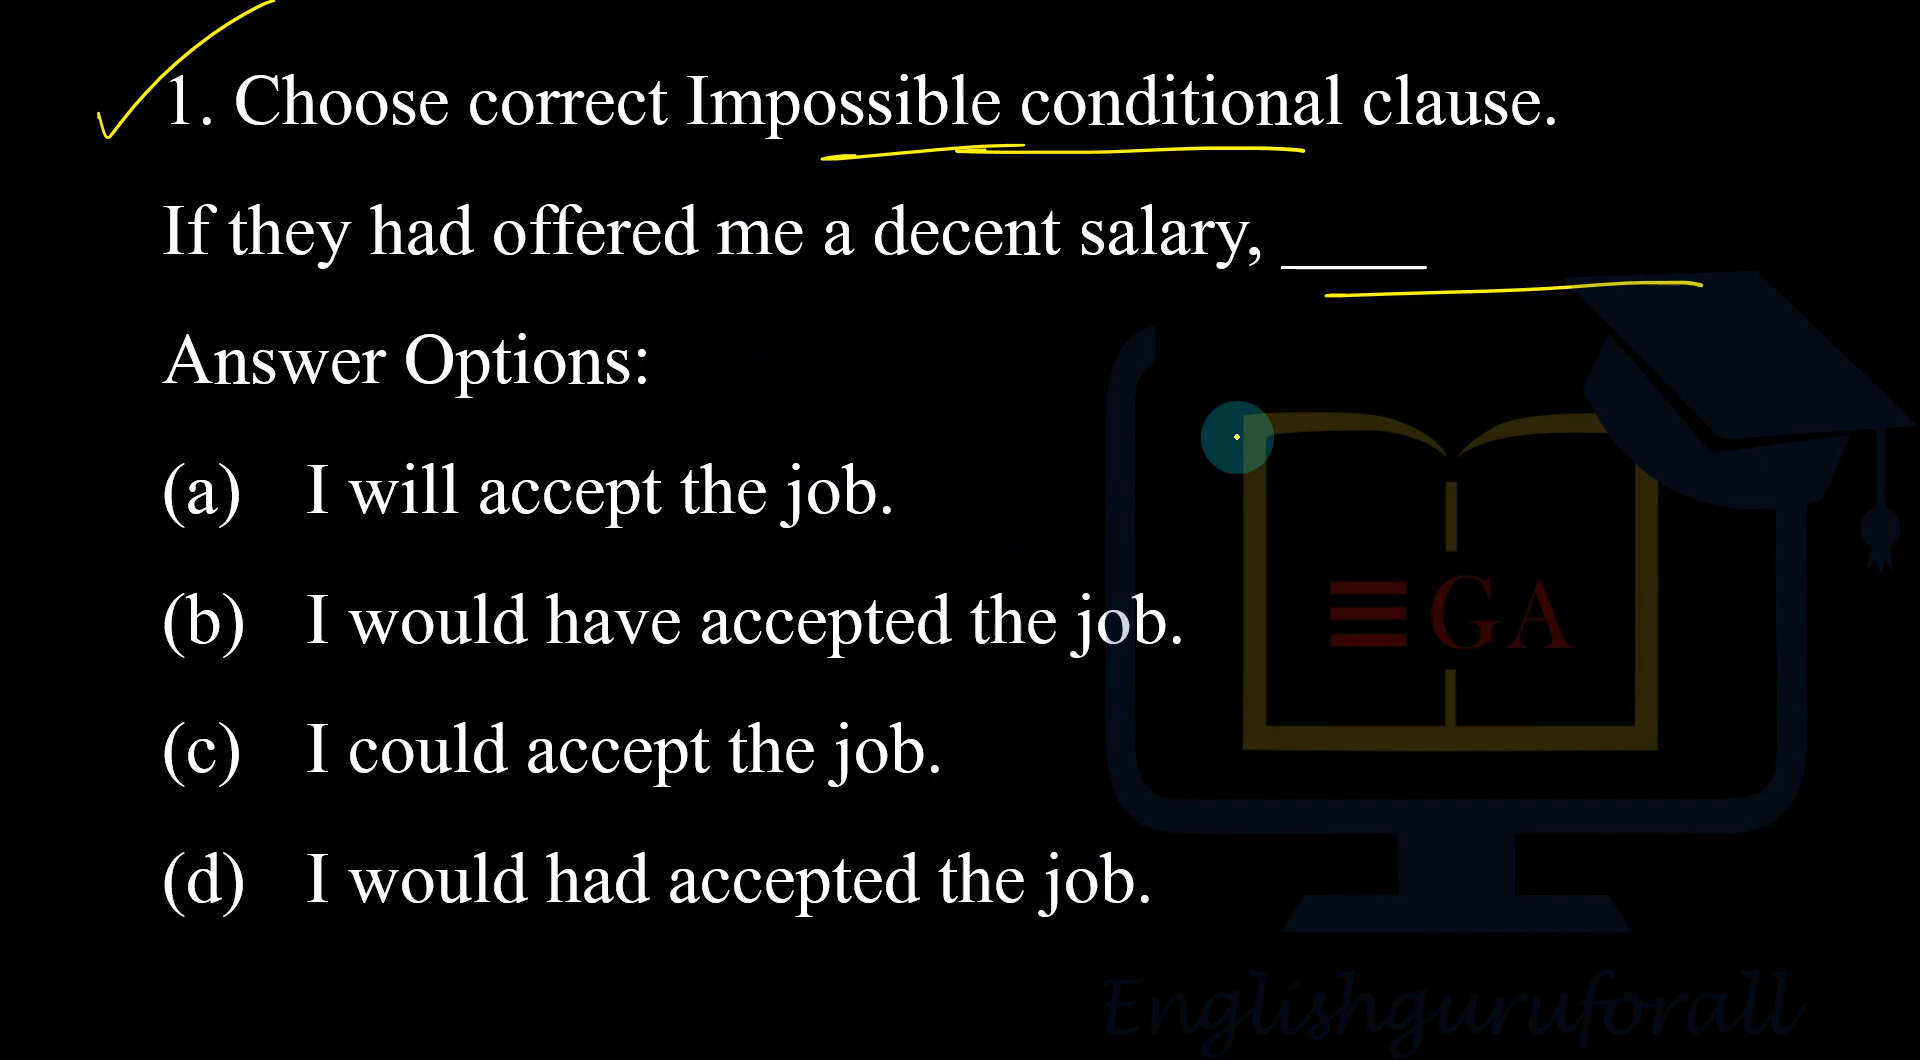 1. Choose correct Impossible conditional clause.
If they had offered me a decent salary, ____
Answer Options:
(a) I will accept the job.
(b) I would have accepted the job.
(c) I could accept the job.
(d) I would had accepted the job.
GA
Englishguruforall